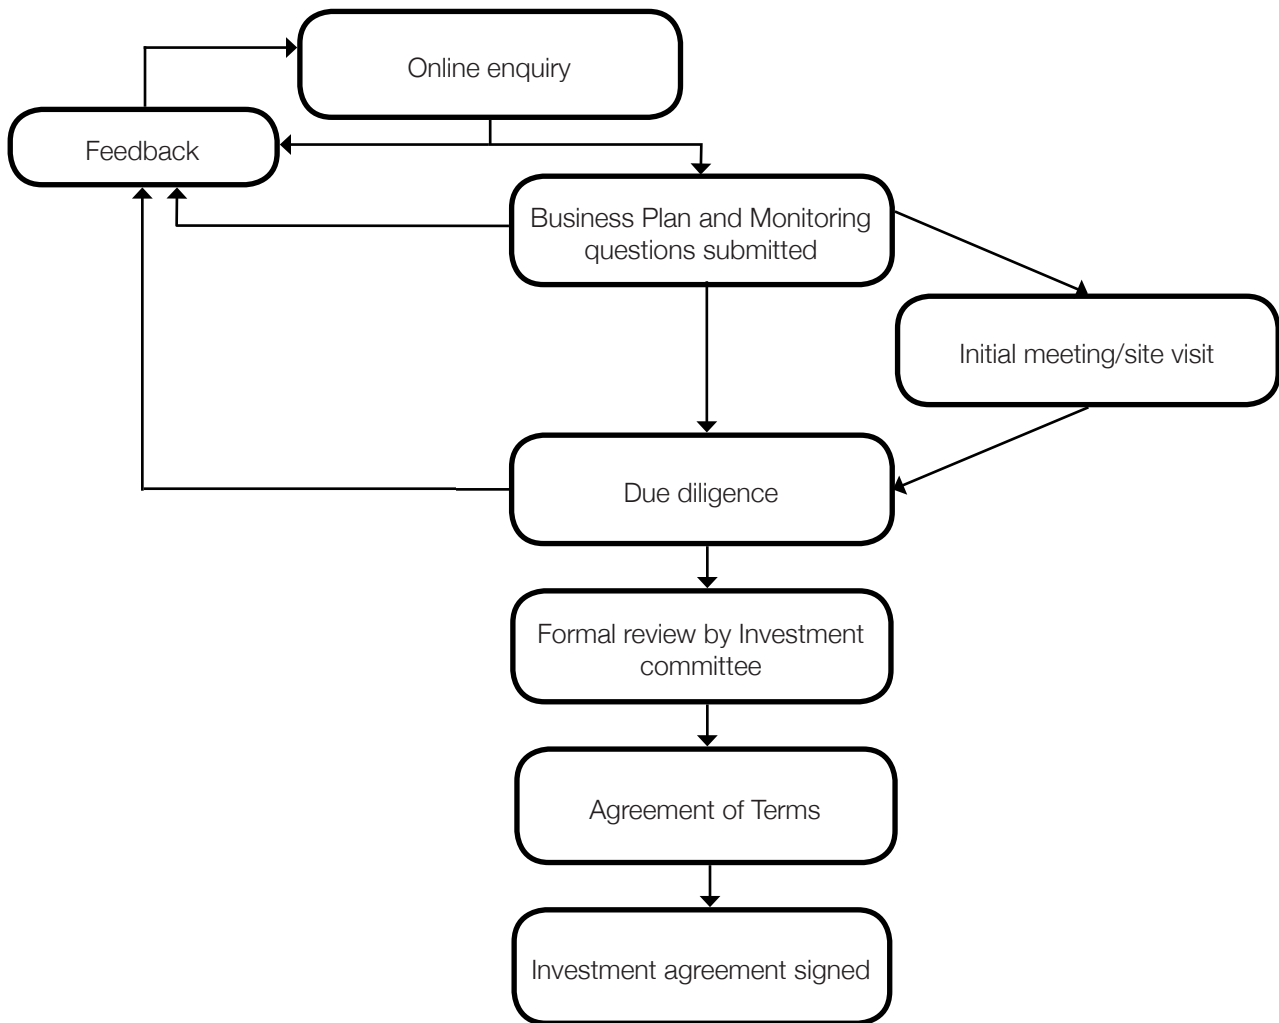 Online enquiry
Feedback
Business Plan and Monitoring
questions submitted
Initial meeting/site visit
Due diligence
Formal review by Investment
committee
Agreement of Terms
Investment agreement signed